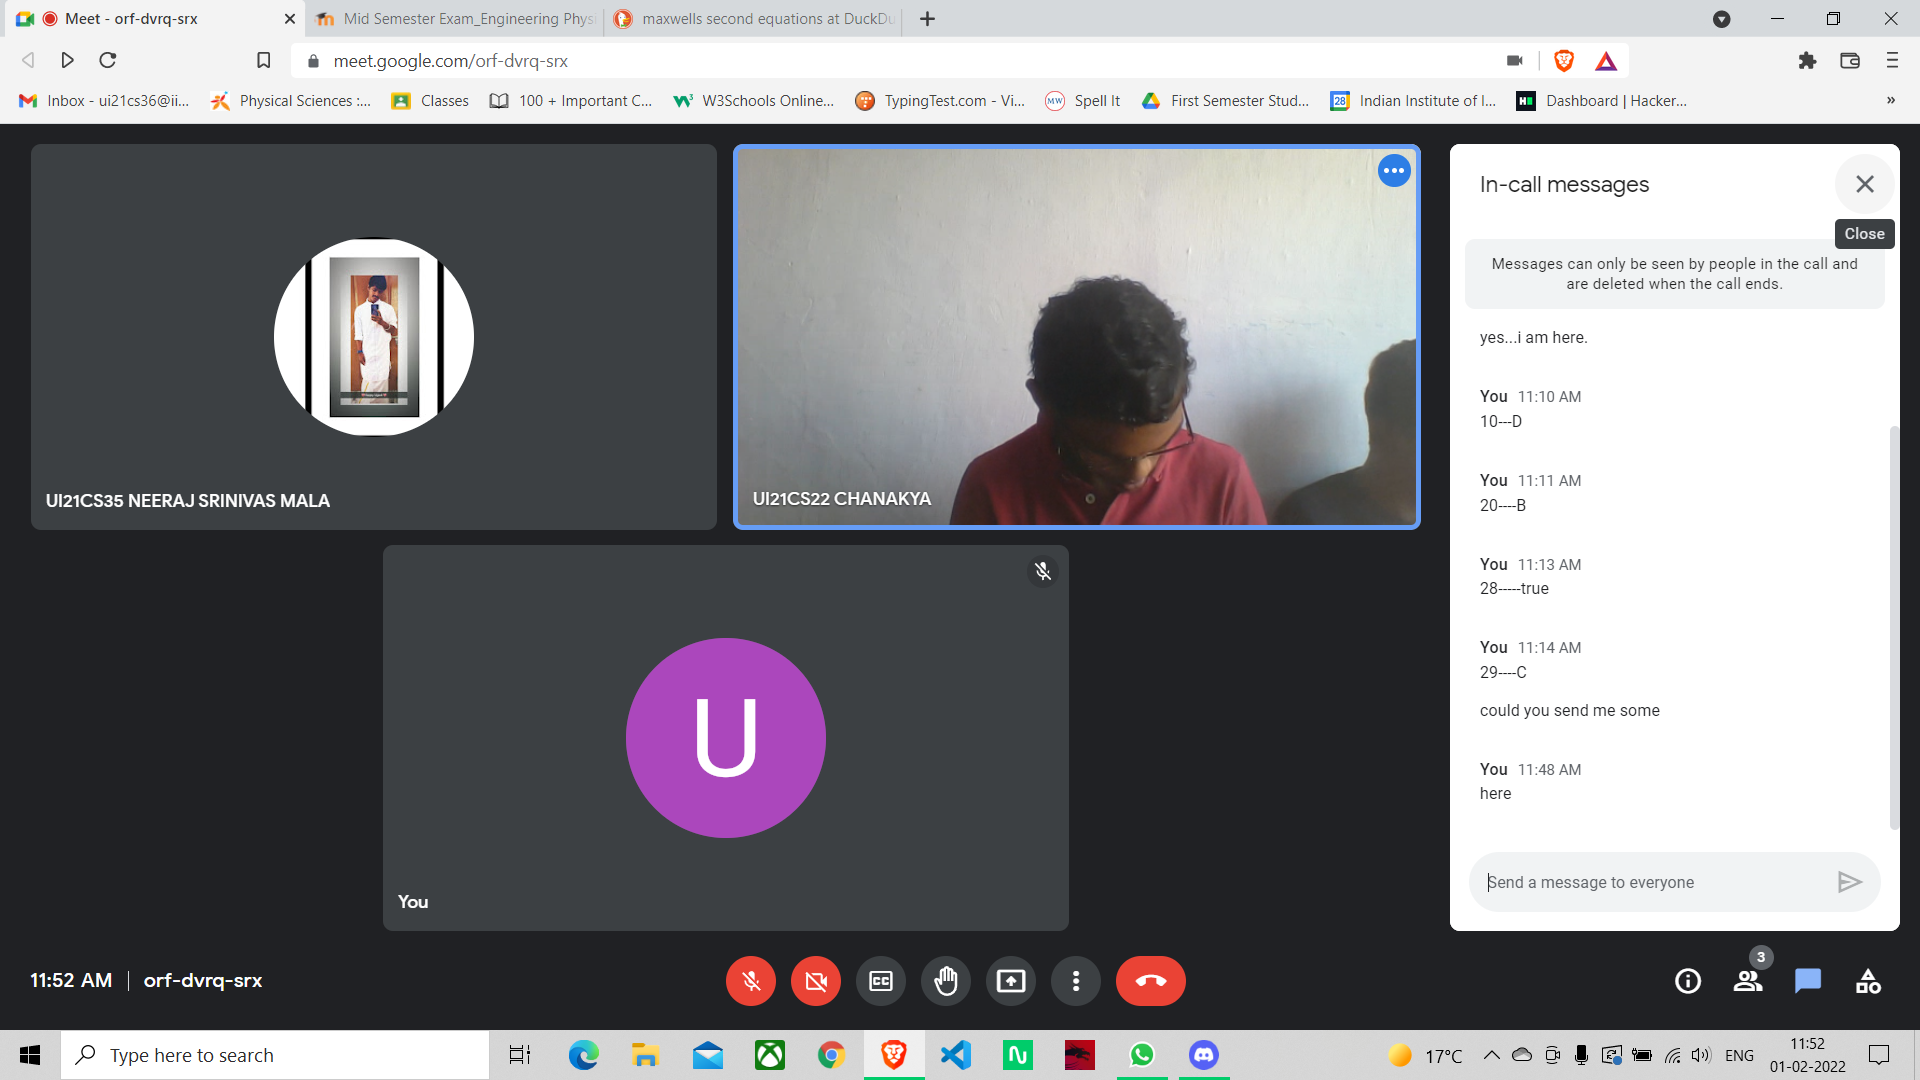 Meet - orf-dvrq-srx
Mid Semester Exam_Engineering Physi
maxwells second equations at DuckDu
meet.google.com/orf-dvrq-srx
Inbox - ui21cs36@ii...
Physical Sciences :...
Classes
100 + Important C...
W3Schools Online...
TypingTest.com - Vi...
MW
Spell It
First Semester Stud...
28
Indian Institute of I...
Dashboard | Hacker...
»
UI21CS35 NEERAJ SRINIVAS MALA
UI21CS22 CHANAKYA
U
You
In-call messages
Close
Messages can only be seen by people in the call and
are deleted when the call ends.
yes...i am here.
You 11:10 AM
10---D
You 11:11 AM
20----B
You 11:13 AM
28-----true
You 11:14 AM
29----C
could you send me some
You 11:48 AM
here
Send a message to everyone
11:52 AM | orf-dvrq-srx
CC
3
Type here to search
17°C
ENG
11:52
01-02-2022